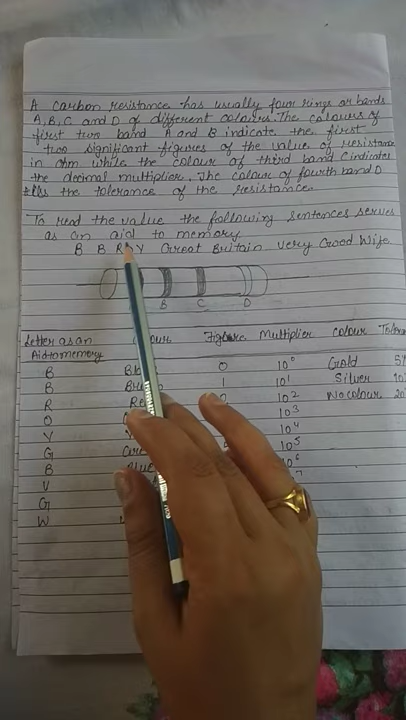 A carbon resistance has usually four rings or bands
A, B, C and D of different colours. The colours of
first two band A and B indicate the first
two significant figures of the value of resistance
in ohm while the colour of third band C indicates
the decimal multiplier. The colour of fourth band D
tells the tolerance of the resistance.
To read the value the following sentences serves
as an aid to memory
B B R Y Great Britain very Good Wife
B C D
Letter as an Figure Multiplier colour
Aid to memory
B 0 10⁰ Gold
B 1 10¹ Silver
R 10² No colour
O 10³
Y 10⁴
G 10⁵
B 10⁶
V
G
W